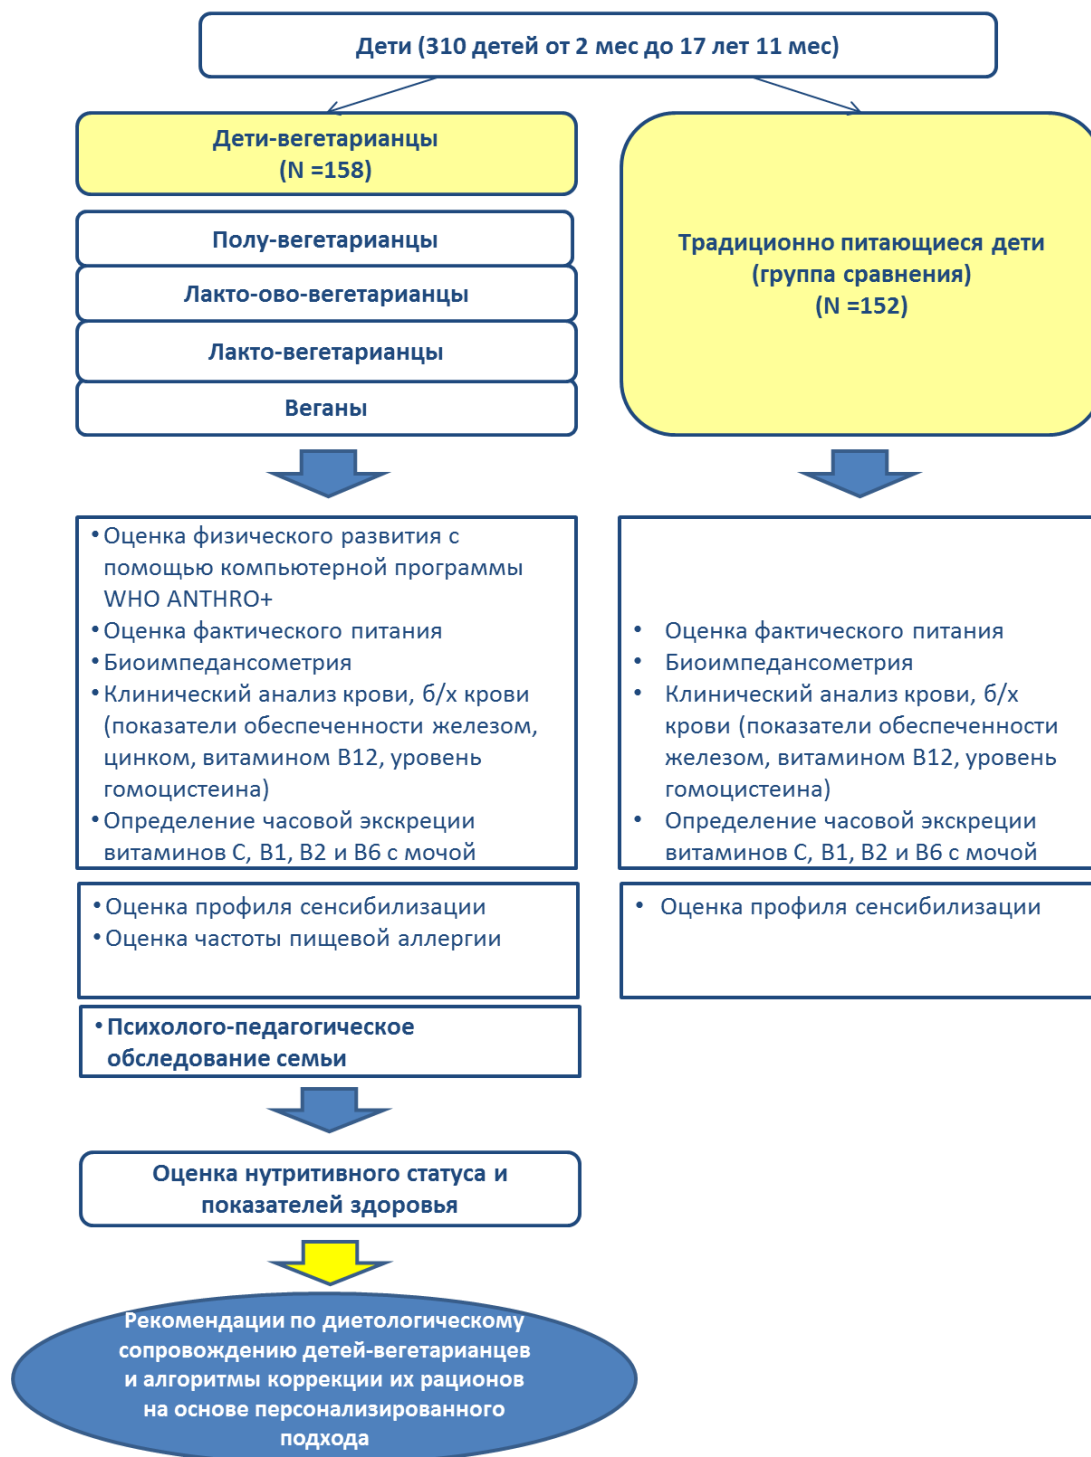 Дети (310 детей от 2 мес до 17 лет 11 мес)
Дети-вегетарианцы
(N =158)
Полу-вегетарианцы
Лакто-ово-вегетарианцы
Лакто-вегетарианцы
Веганы
Традиционно питающиеся дети
(группа сравнения)
(N =152)
• Оценка физического развития с
помощью компьютерной программы
WHO ANTHRO+
• Оценка фактического питания
• Биоимпедансометрия
• Клинический анализ крови, б/х крови
(показатели обеспеченности железом,
цинком, витамином В12, уровень
гомоцистеина)
• Определение часовой экскреции
витаминов С, В1, В2 и В6 с мочой
• Оценка фактического питания
• Биоимпедансометрия
• Клинический анализ крови, б/х
крови (показатели обеспеченности
железом, витамином В12, уровень
гомоцистеина)
• Определение часовой экскреции
витаминов С, В1, В2 и В6 с мочой
• Оценка профиля сенсибилизации
• Оценка частоты пищевой аллергии
• Оценка профиля сенсибилизации
• Психолого-педагогическое
обследование семьи
Оценка нутритивного статуса и
показателей здоровья
Рекомендации по диетологическому
сопровождению детей-вегетарианцев
и алгоритмы коррекции их рационов
на основе персонализированного
подхода